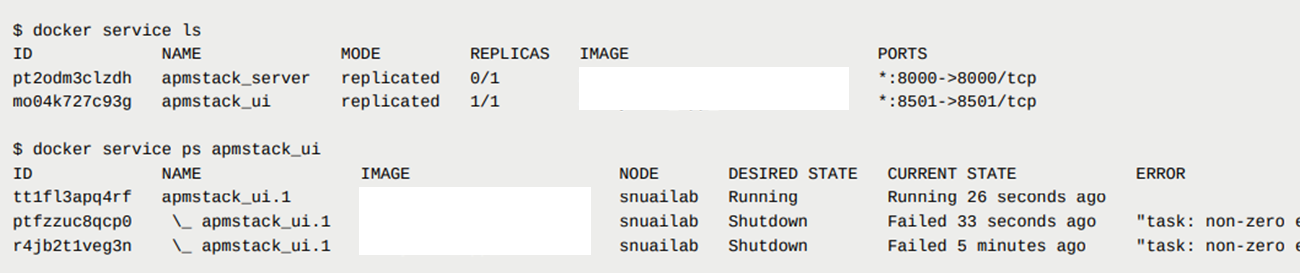 $ docker service ls
ID NAME MODE REPLICAS IMAGE PORTS
pt2odm3clzdh apmstack_server replicated 0/1 *:8000->8000/tcp
mo04k727c93g apmstack_ui replicated 1/1 *:8501->8501/tcp
$ docker service ps apmstack_ui
ID NAME IMAGE NODE DESIRED STATE CURRENT STATE ERROR
tt1fl3apq4rf apmstack_ui.1 snuailab Running Running 26 seconds ago
ptfzzuc8qcp0 \_ apmstack_ui.1 snuailab Shutdown Failed 33 seconds ago "task: non-zero e
r4jb2t1veg3n \_ apmstack_ui.1 snuailab Shutdown Failed 5 minutes ago "task: non-zero e